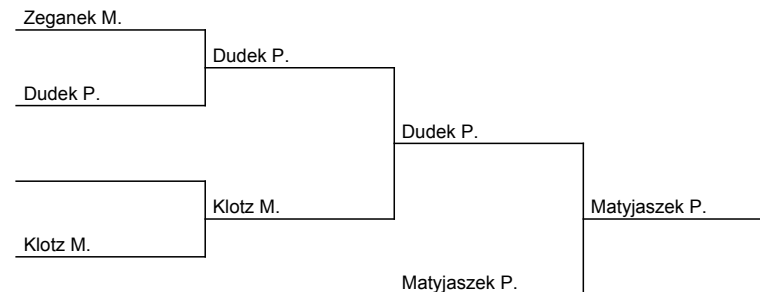 Zeganek M.
Dudek P.
Dudek P.
Dudek P.
Klotz M.
Matyjaszek P.
Klotz M.
Matyjaszek P.